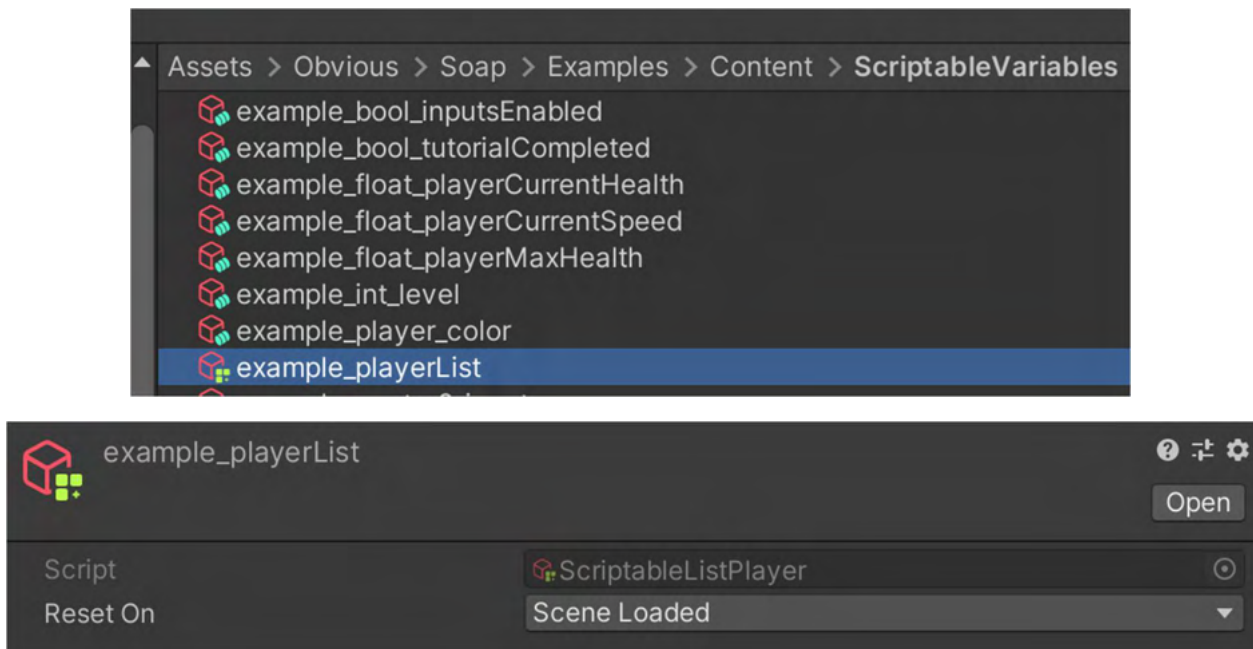 Assets > Obvious > Soap > Examples > Content > ScriptableVariables
example_bool_inputsEnabled
example_bool_tutorialCompleted
example_float_playerCurrentHealth
example_float_playerCurrentSpeed
example_float_playerMaxHealth
example_int_level
example_player_color
example_playerList
example_playerList
Open
Script ScriptableListPlayer
Reset On Scene Loaded